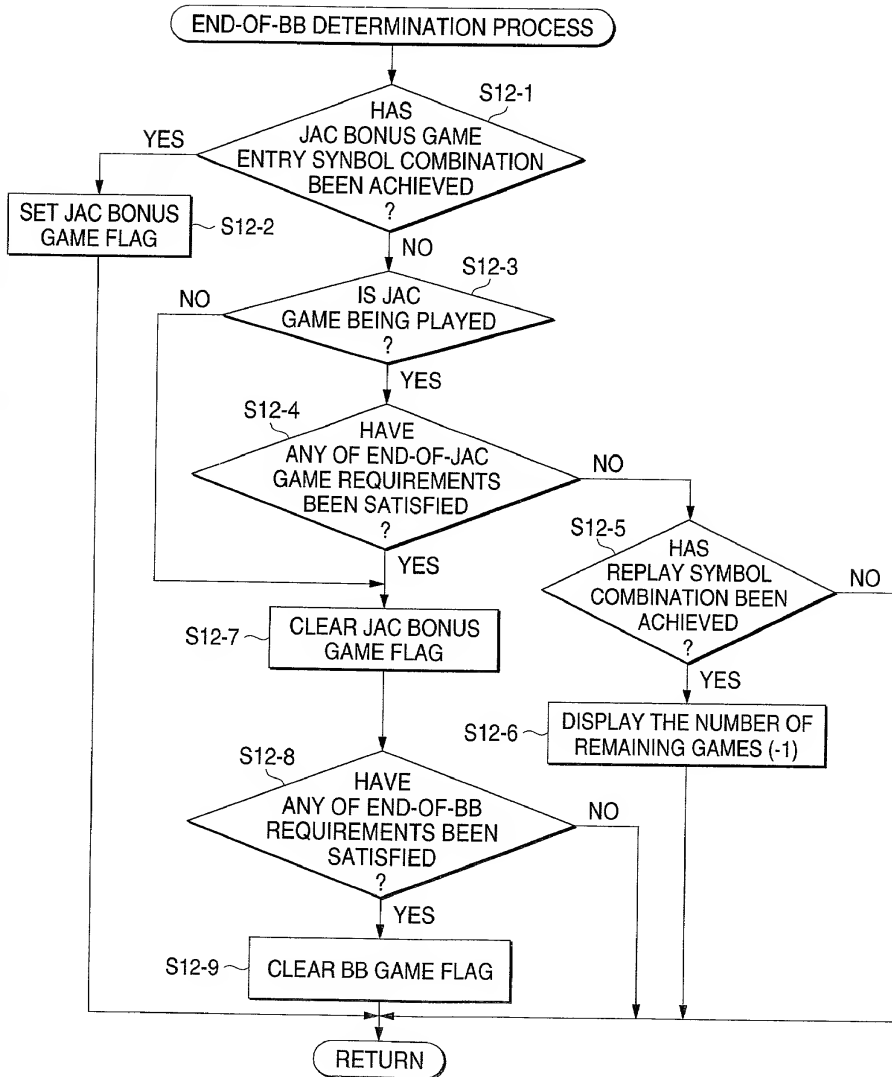 END-OF-BB DETERMINATION PROCESS
S12-1
HAS
JAC BONUS GAME
ENTRY SYNBOL COMBINATION
BEEN ACHIEVED
?
YES
NO
SET JAC BONUS
GAME FLAG
S12-2
S12-3
IS JAC
GAME BEING PLAYED
?
NO
YES
S12-4
HAVE
ANY OF END-OF-JAC
GAME REQUIREMENTS
BEEN SATISFIED
?
NO
YES
S12-5
HAS
REPLAY SYMBOL
COMBINATION BEEN
ACHIEVED
?
NO
YES
S12-7
CLEAR JAC BONUS
GAME FLAG
S12-6
DISPLAY THE NUMBER OF
REMAINING GAMES (-1)
S12-8
HAVE
ANY OF END-OF-BB
REQUIREMENTS BEEN
SATISFIED
?
NO
YES
S12-9
CLEAR BB GAME FLAG
RETURN